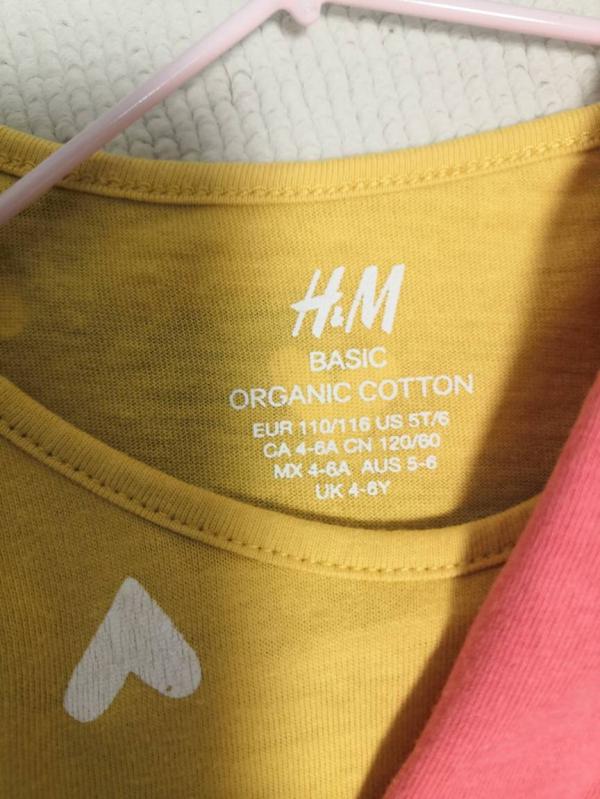 H&M
BASIC
ORGANIC COTTON
EUR 110/116 US 5T/6
CA 4-6A CN 120/60
MX 4-6A AUS 5-6
UK 4-6Y